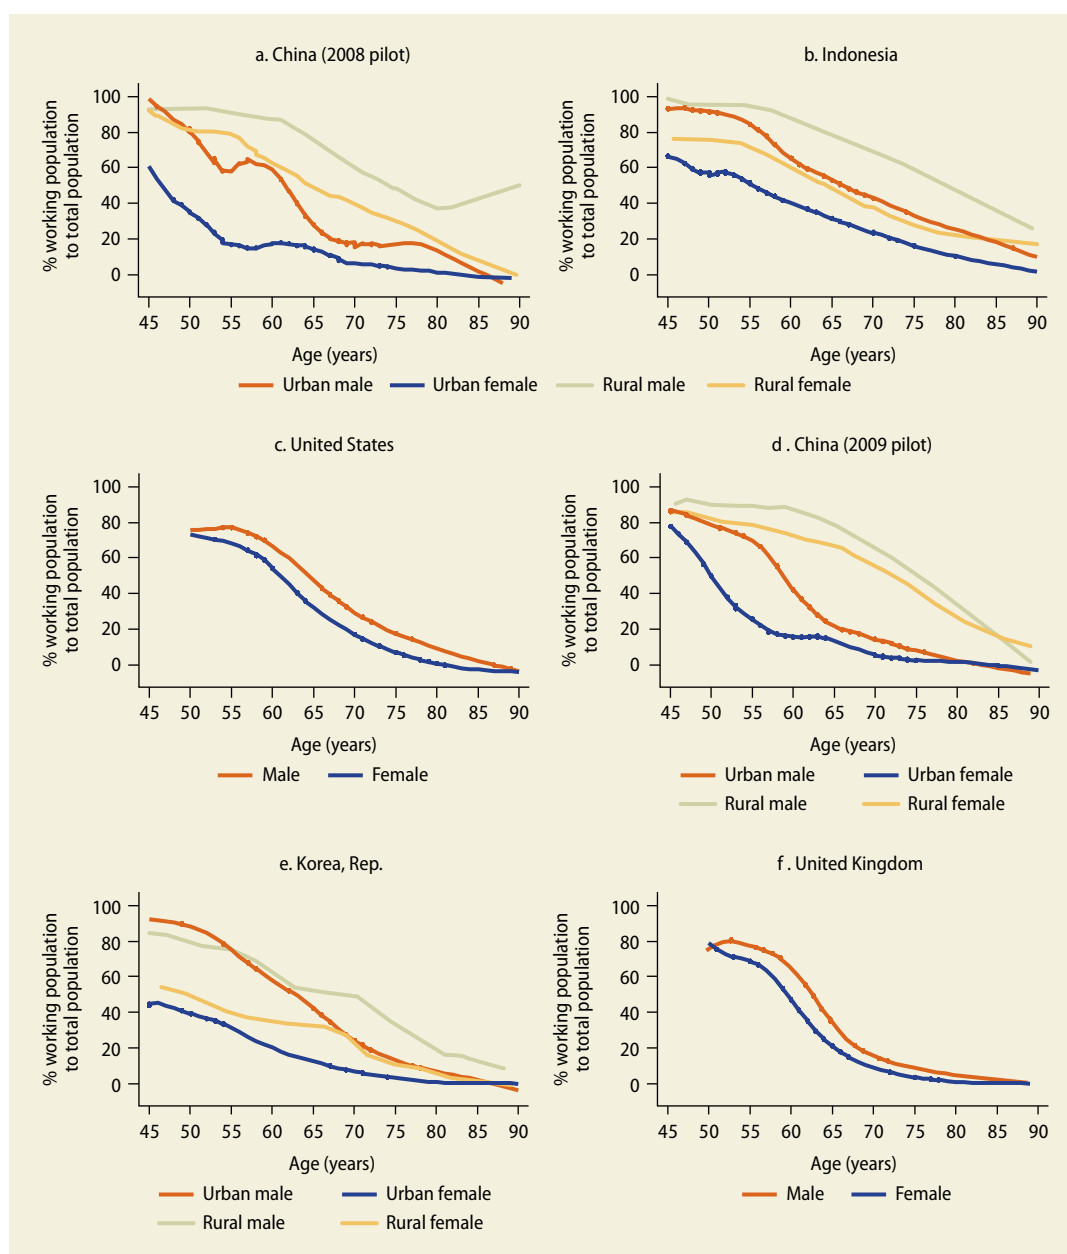 a. China (2008 pilot)
% working population
to total population
100
80
60
40
20
0
45 50 55 60 65 70 75 80 85 90
Age (years)
b. Indonesia
% working population
to total population
100
80
60
40
20
0
45 50 55 60 65 70 75 80 85 90
Age (years)
Urban male Urban female Rural male Rural female
c. United States
% working population
to total population
100
80
60
40
20
0
45 50 55 60 65 70 75 80 85 90
Age (years)
Male Female
d . China (2009 pilot)
% working population
to total population
100
80
60
40
20
0
45 50 55 60 65 70 75 80 85 90
Age (years)
Urban male Urban female
Rural male Rural female
e. Korea, Rep.
% working population
to total population
100
80
60
40
20
0
45 50 55 60 65 70 75 80 85 90
Age (years)
Urban male Urban female
Rural male Rural female
f . United Kingdom
% working population
to total population
100
80
60
40
20
0
45 50 55 60 65 70 75 80 85 90
Age (years)
Male Female